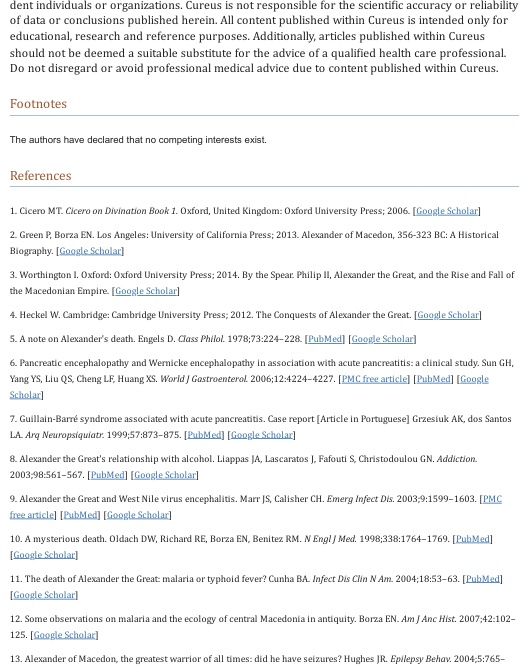 dent individuals or organizations. Cureus is not responsible for the scientific accuracy or reliability
of data or conclusions published herein. All content published within Cureus is intended only for
educational, research and reference purposes. Additionally, articles published within Cureus
should not be deemed a suitable substitute for the advice of a qualified health care professional.
Do not disregard or avoid professional medical advice due to content published within Cureus.
Footnotes
The authors have declared that no competing interests exist.
References
1. Cicero MT. Cicero on Divination Book 1. Oxford, United Kingdom: Oxford University Press; 2006. [Google Scholar]
2. Green P, Borza EN. Los Angeles: University of California Press; 2013. Alexander of Macedon, 356-323 BC: A Historical
Biography. [Google Scholar]
3. Worthington I. Oxford: Oxford University Press; 2014. By the Spear. Philip II, Alexander the Great, and the Rise and Fall of
the Macedonian Empire. [Google Scholar]
4. Heckel W. Cambridge: Cambridge University Press; 2012. The Conquests of Alexander the Great. [Google Scholar]
5. A note on Alexander's death. Engels D. Class Philol. 1978;73:224–228. [PubMed] [Google Scholar]
6. Pancreatic encephalopathy and Wernicke encephalopathy in association with acute pancreatitis: a clinical study. Sun GH,
Yang YS, Liu QS, Cheng LF, Huang XS. World J Gastroenterol. 2006;12:4224–4227. [PMC free article] [PubMed] [Google
Scholar]
7. Guillain-Barré syndrome associated with acute pancreatitis. Case report [Article in Portuguese] Grzesiuk AK, dos Santos
LA. Arq Neuropsiquiatr. 1999;57:873–875. [PubMed] [Google Scholar]
8. Alexander the Great's relationship with alcohol. Liappas JA, Lascaratos J, Fafouti S, Christodoulou GN. Addiction.
2003;98:561–567. [PubMed] [Google Scholar]
9. Alexander the Great and West Nile virus encephalitis. Marr JS, Calisher CH. Emerg Infect Dis. 2003;9:1599–1603. [PMC
free article] [PubMed] [Google Scholar]
10. A mysterious death. Oldach DW, Richard RE, Borza EN, Benitez RM. N Engl J Med. 1998;338:1764–1769. [PubMed]
[Google Scholar]
11. The death of Alexander the Great: malaria or typhoid fever? Cunha BA. Infect Dis Clin N Am. 2004;18:53–63. [PubMed]
[Google Scholar]
12. Some observations on malaria and the ecology of central Macedonia in antiquity. Borza EN. Am J Anc Hist. 2007;42:102–
125. [Google Scholar]
13. Alexander of Macedon, the greatest warrior of all times: did he have seizures? Hughes JR. Epilepsy Behav. 2004;5:765–